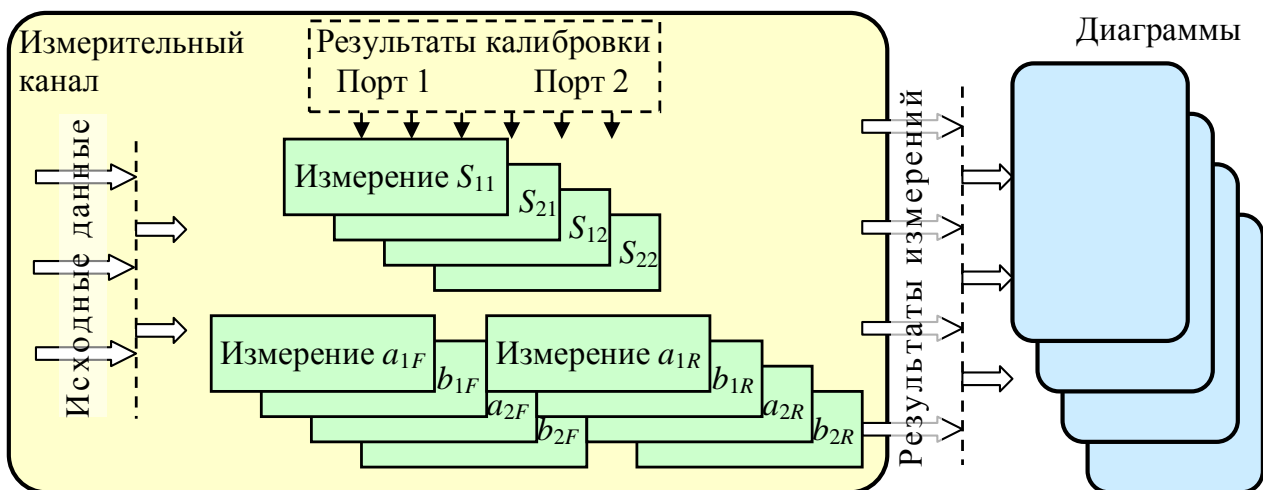 Измерительный
канал
Результаты калибровки
Порт 1 Порт 2
Диаграммы
Исходные данные
Измерение S11
S21
S12
S22
Измерение a1F
b1F
a2F
b2F
Измерение a1R
b1R
a2R
b2R
Результаты измерений